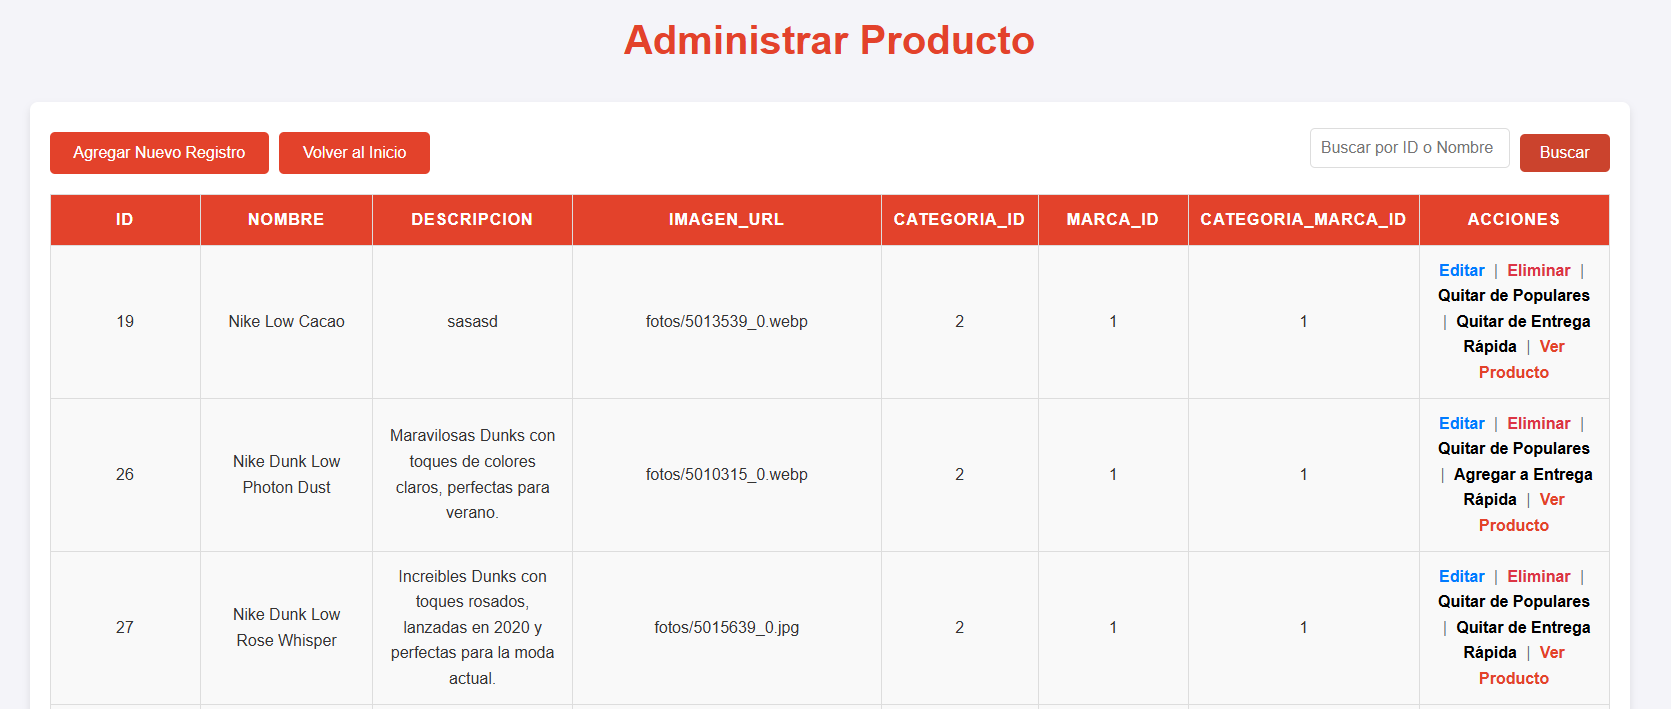 Administrar Producto
Agregar Nuevo Registro
Volver al Inicio
Buscar por ID o Nombre
Buscar
ID
NOMBRE
DESCRIPCION
IMAGEN_URL
CATEGORIA_ID
MARCA_ID
CATEGORIA_MARCA_ID
ACCIONES
19
Nike Low Cacao
sasasd
fotos/5013539_0.webp
2
1
1
Editar | Eliminar |
Quitar de Populares
| Quitar de Entrega
Rápida | Ver
Producto
26
Nike Dunk Low
Photon Dust
Maravilosas Dunks con
toques de colores
claros, perfectas para
verano.
fotos/5010315_0.webp
2
1
1
Editar | Eliminar |
Quitar de Populares
| Agregar a Entrega
Rápida | Ver
Producto
27
Nike Dunk Low
Rose Whisper
Increibles Dunks con
toques rosados,
lanzadas en 2020 y
perfectas para la moda
actual.
fotos/5015639_0.jpg
2
1
1
Editar | Eliminar |
Quitar de Populares
| Quitar de Entrega
Rápida | Ver
Producto